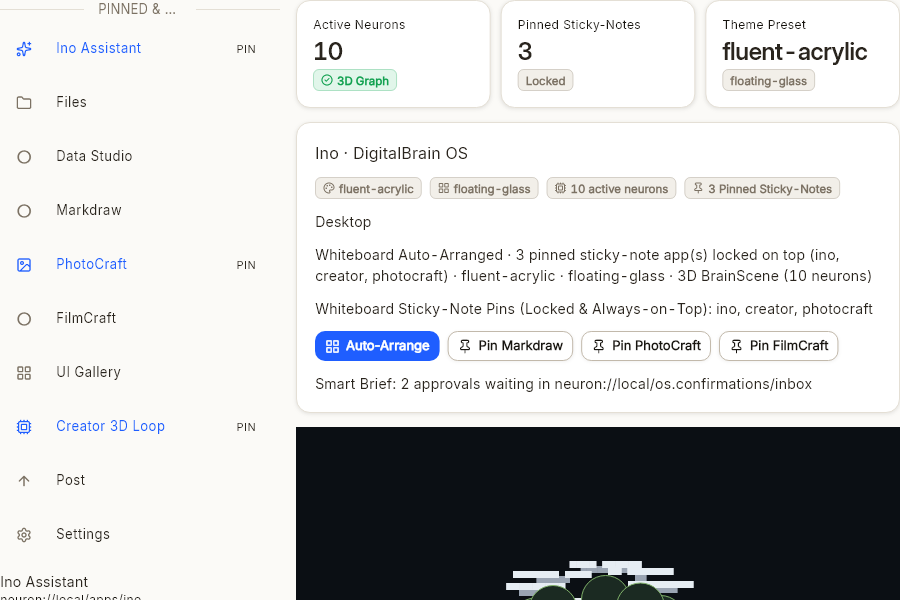 PINNED & ...
Ino Assistant PIN
Files
Data Studio
Markdraw
PhotoCraft PIN
FilmCraft
UI Gallery
Creator 3D Loop PIN
Post
Settings
Ino Assistant
neuron://local/apps/ino
Active Neurons
10
3D Graph
Pinned Sticky-Notes
3
Locked
Theme Preset
fluent-acrylic
floating-glass
Ino · DigitalBrain OS
fluent-acrylic floating-glass 10 active neurons 3 Pinned Sticky-Notes
Desktop
Whiteboard Auto-Arranged · 3 pinned sticky-note app(s) locked on top (ino,
creator, photocraft) · fluent-acrylic · floating-glass · 3D BrainScene (10 neurons)
Whiteboard Sticky-Note Pins (Locked & Always-on-Top): ino, creator, photocraft
Auto-Arrange Pin Markdraw Pin PhotoCraft Pin FilmCraft
Smart Brief: 2 approvals waiting in neuron://local/os.confirmations/inbox